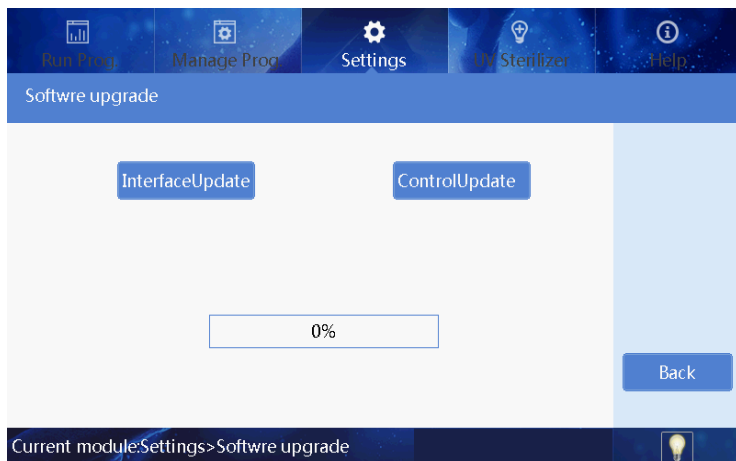 Run Prog. Manage Prog. Settings UV Sterilizer Help
Softwre upgrade
InterfaceUpdate ControlUpdate
0%
Back
Current module:Settings>Softwre upgrade